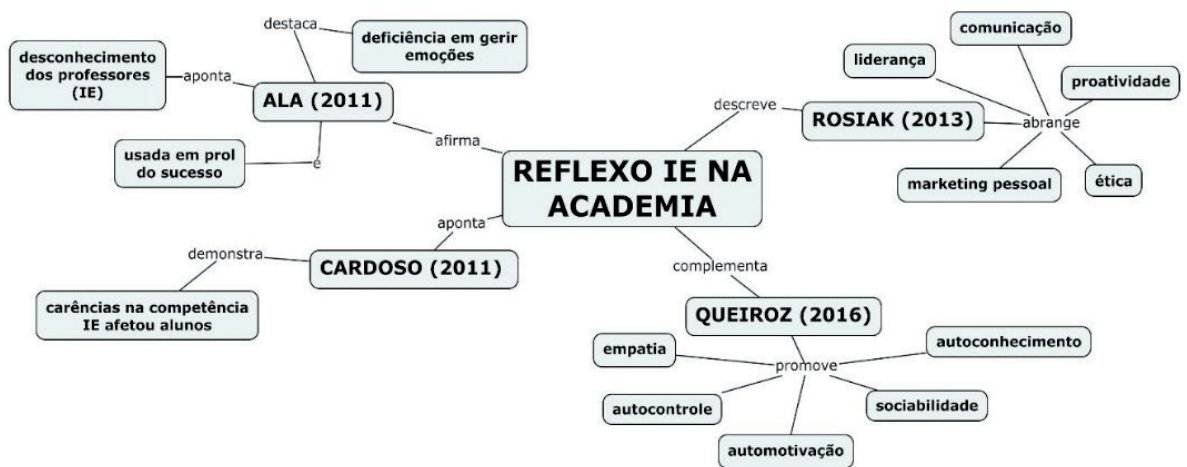 destaca
deficiência em gerir
emoções
desconhecimento
dos professores
(IE)
aponta
ALA (2011)
usada em prol
do sucesso
é
afirma
REFLEXO IE NA
ACADEMIA
descreve
ROSIAK (2013)
abrange
comunicação
liderança
proatividade
marketing pessoal
ética
aponta
CARDOSO (2011)
demonstra
carências na competência
IE afetou alunos
complementa
QUEIROZ (2016)
promove
empatia
autoconhecimento
autocontrole
sociabilidade
automotivação